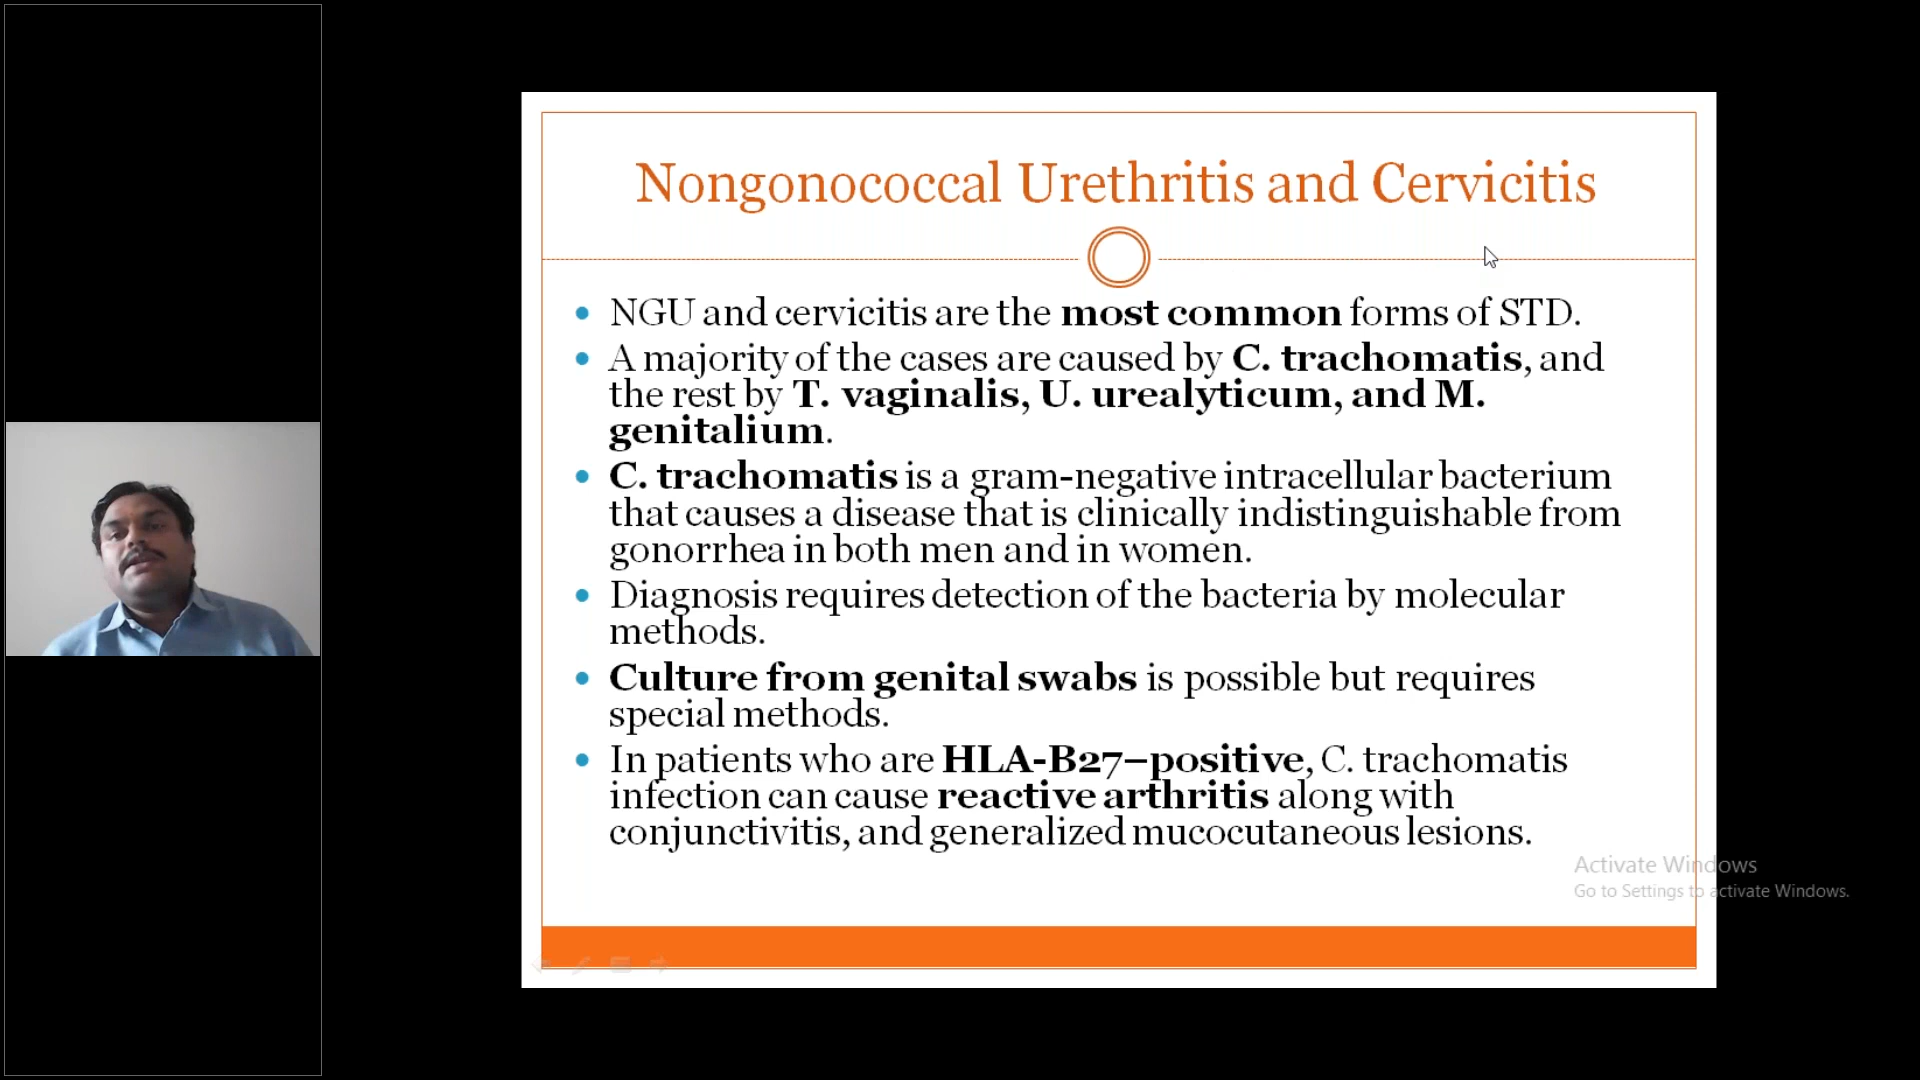 Nongonococcal Urethritis and Cervicitis
• NGU and cervicitis are the most common forms of STD.
• A majority of the cases are caused by C. trachomatis, and
the rest by T. vaginalis, U. urealyticum, and M.
genitalium.
• C. trachomatis is a gram-negative intracellular bacterium
that causes a disease that is clinically indistinguishable from
gonorrhea in both men and in women.
• Diagnosis requires detection of the bacteria by molecular
methods.
• Culture from genital swabs is possible but requires
special methods.
• In patients who are HLA-B27–positive, C. trachomatis
infection can cause reactive arthritis along with
conjunctivitis, and generalized mucocutaneous lesions.
Activate Windows
Go to Settings to activate Windows.